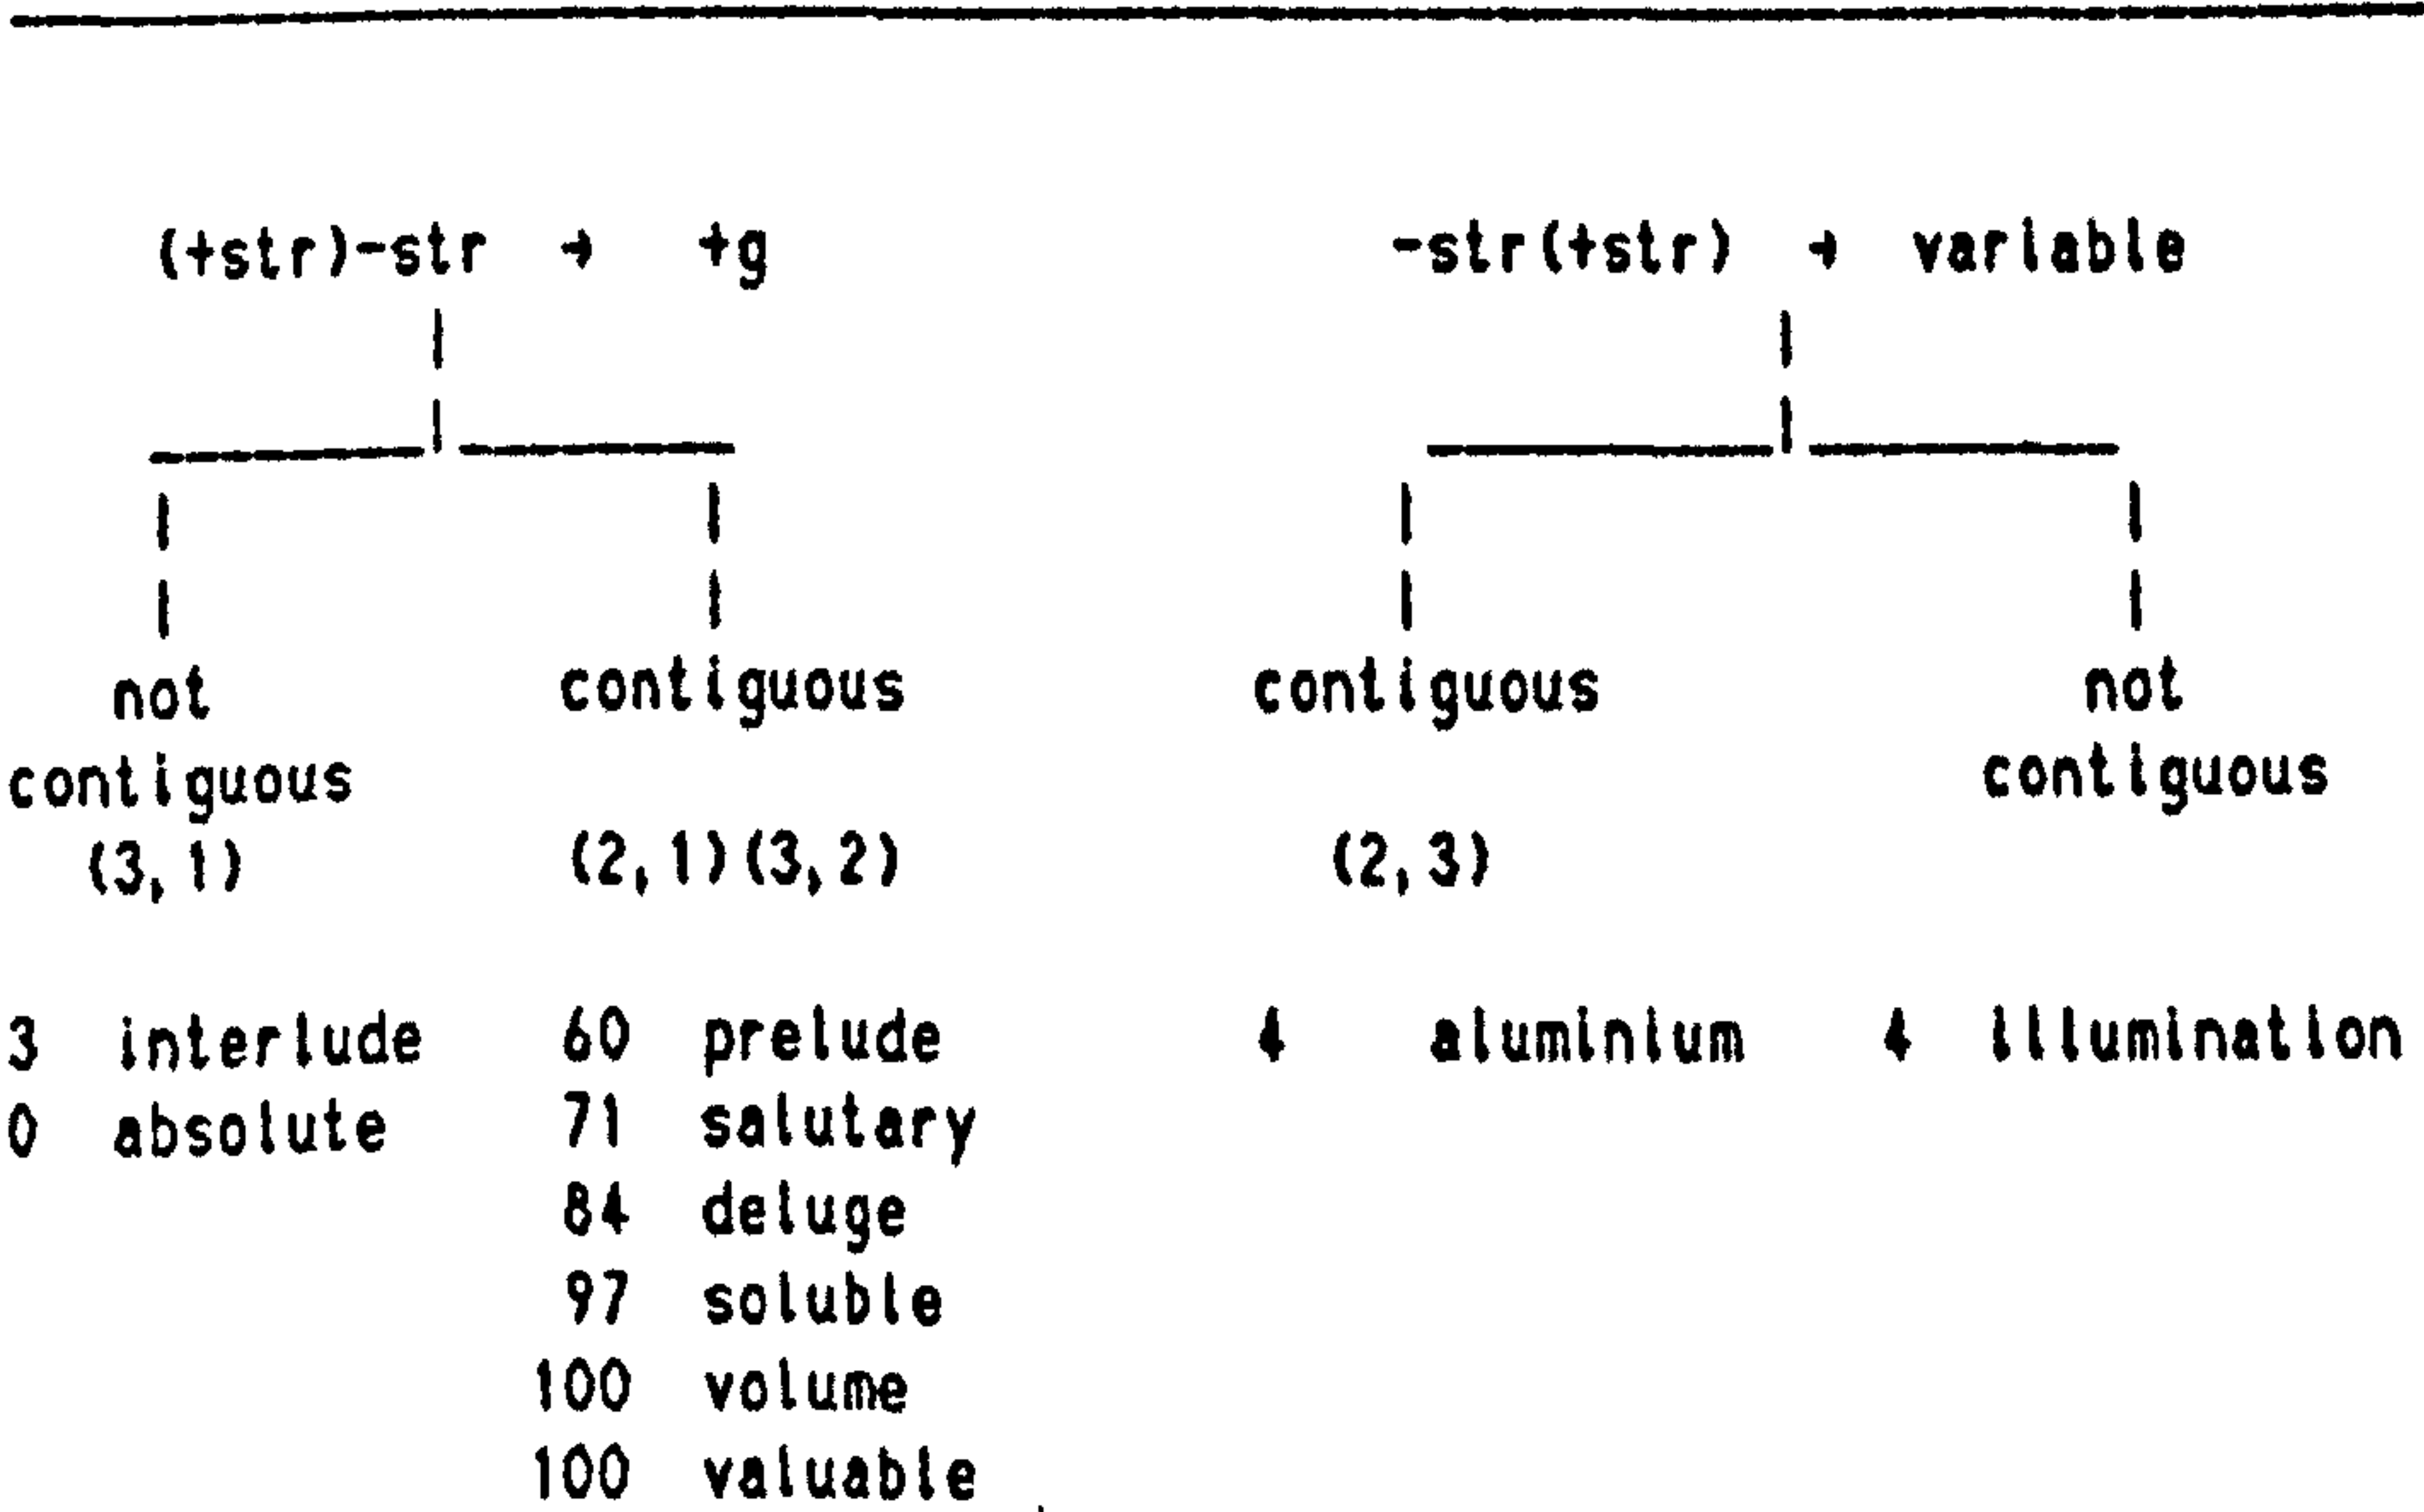 (+str)-str → +g -str(+str) → variable
not contiguous contiguous not
contiguous contiguous
(3,1) (2,1)(3,2) (2,3)
3 interlude 60 prelude 4 aluminium 4 illumination
0 absolute 71 salutary
84 deluge
97 soluble
100 volume
100 valuable